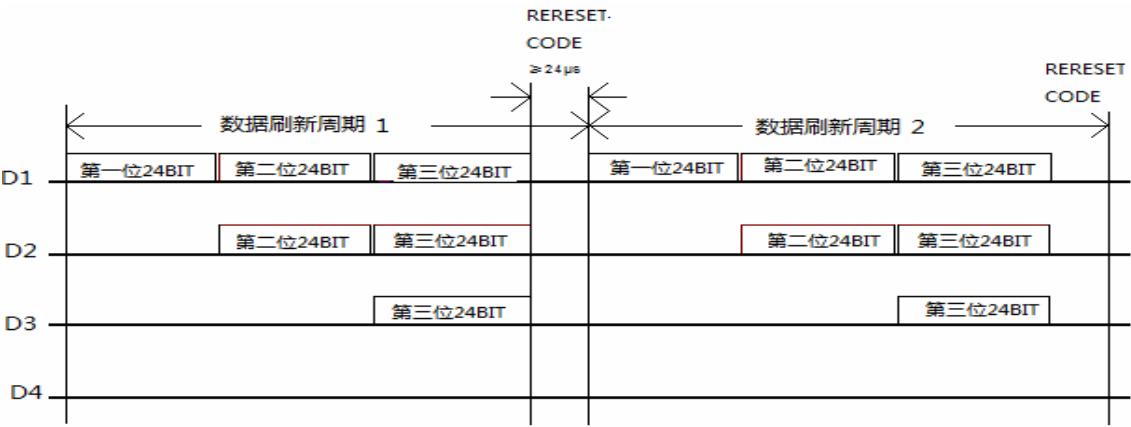 RERESET-
CODE
≥24μs
RERESET
CODE
数据刷新周期 1
数据刷新周期 2
D1
第一位24BIT
第二位24BIT
第三位24BIT
第一位24BIT
第二位24BIT
第三位24BIT
D2
第二位24BIT
第三位24BIT
第二位24BIT
第三位24BIT
D3
第三位24BIT
第三位24BIT
D4